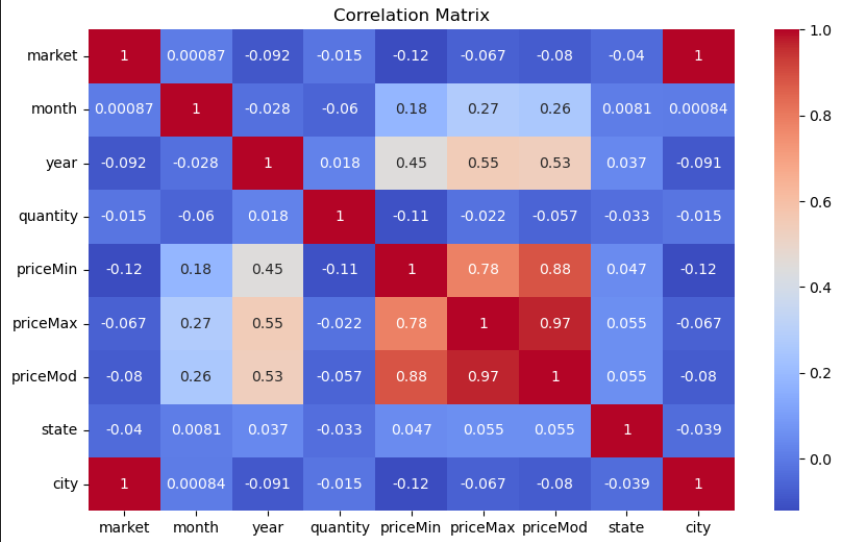 Correlation Matrix
market 1 0.00087 -0.092 -0.015 -0.12 -0.067 -0.08 -0.04 1
month 0.00087 1 -0.028 -0.06 0.18 0.27 0.26 0.0081 0.00084
year -0.092 -0.028 1 0.018 0.45 0.55 0.53 0.037 -0.091
quantity -0.015 -0.06 0.018 1 -0.11 -0.022 -0.057 -0.033 -0.015
priceMin -0.12 0.18 0.45 -0.11 1 0.78 0.88 0.047 -0.12
priceMax -0.067 0.27 0.55 -0.022 0.78 1 0.97 0.055 -0.067
priceMod -0.08 0.26 0.53 -0.057 0.88 0.97 1 0.055 -0.08
state -0.04 0.0081 0.037 -0.033 0.047 0.055 0.055 1 -0.039
city 1 0.00084 -0.091 -0.015 -0.12 -0.067 -0.08 -0.039 1
market month year quantity priceMin priceMax priceMod state city
1.0
0.8
0.6
0.4
0.2
0.0